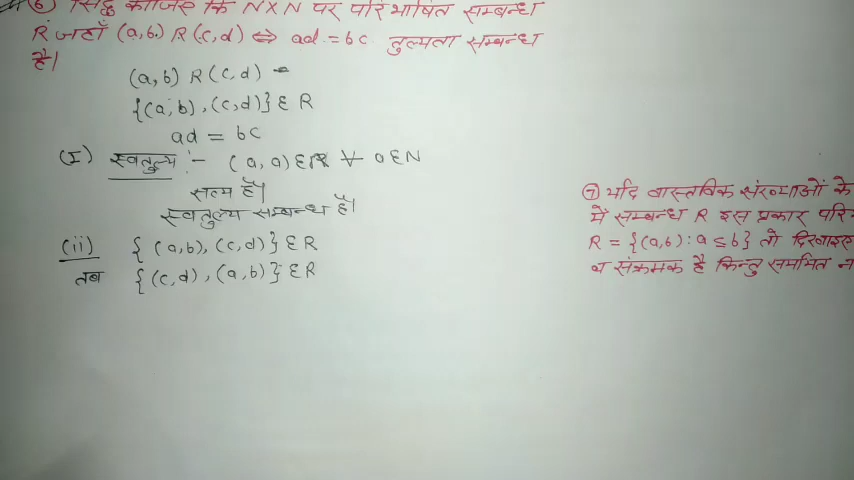 ⑥ सिद्ध कीजिए कि N×N पर परिभाषित सम्बन्ध
R जहाँ (a,b) R (c,d) ⇔ ad = bc तुल्यता सम्बन्ध
है।
(a,b) R (c,d)
{(a,b), (c,d)} ∈ R
ad = bc
(I) स्वतुल्य :- (a,a) ∈ R ∀ a ∈ N
सत्य है।
स्वतुल्य सम्बन्ध है।
(ii) {(a,b), (c,d)} ∈ R
तब {(c,d), (a,b)} ∈ R
⑦ यदि वास्तविक संख्याओं के
में सम्बन्ध R इस प्रकार परि
R = {(a,b) : a ≤ b} तो दिखाइए
व संक्रमक है किन्तु सममित न